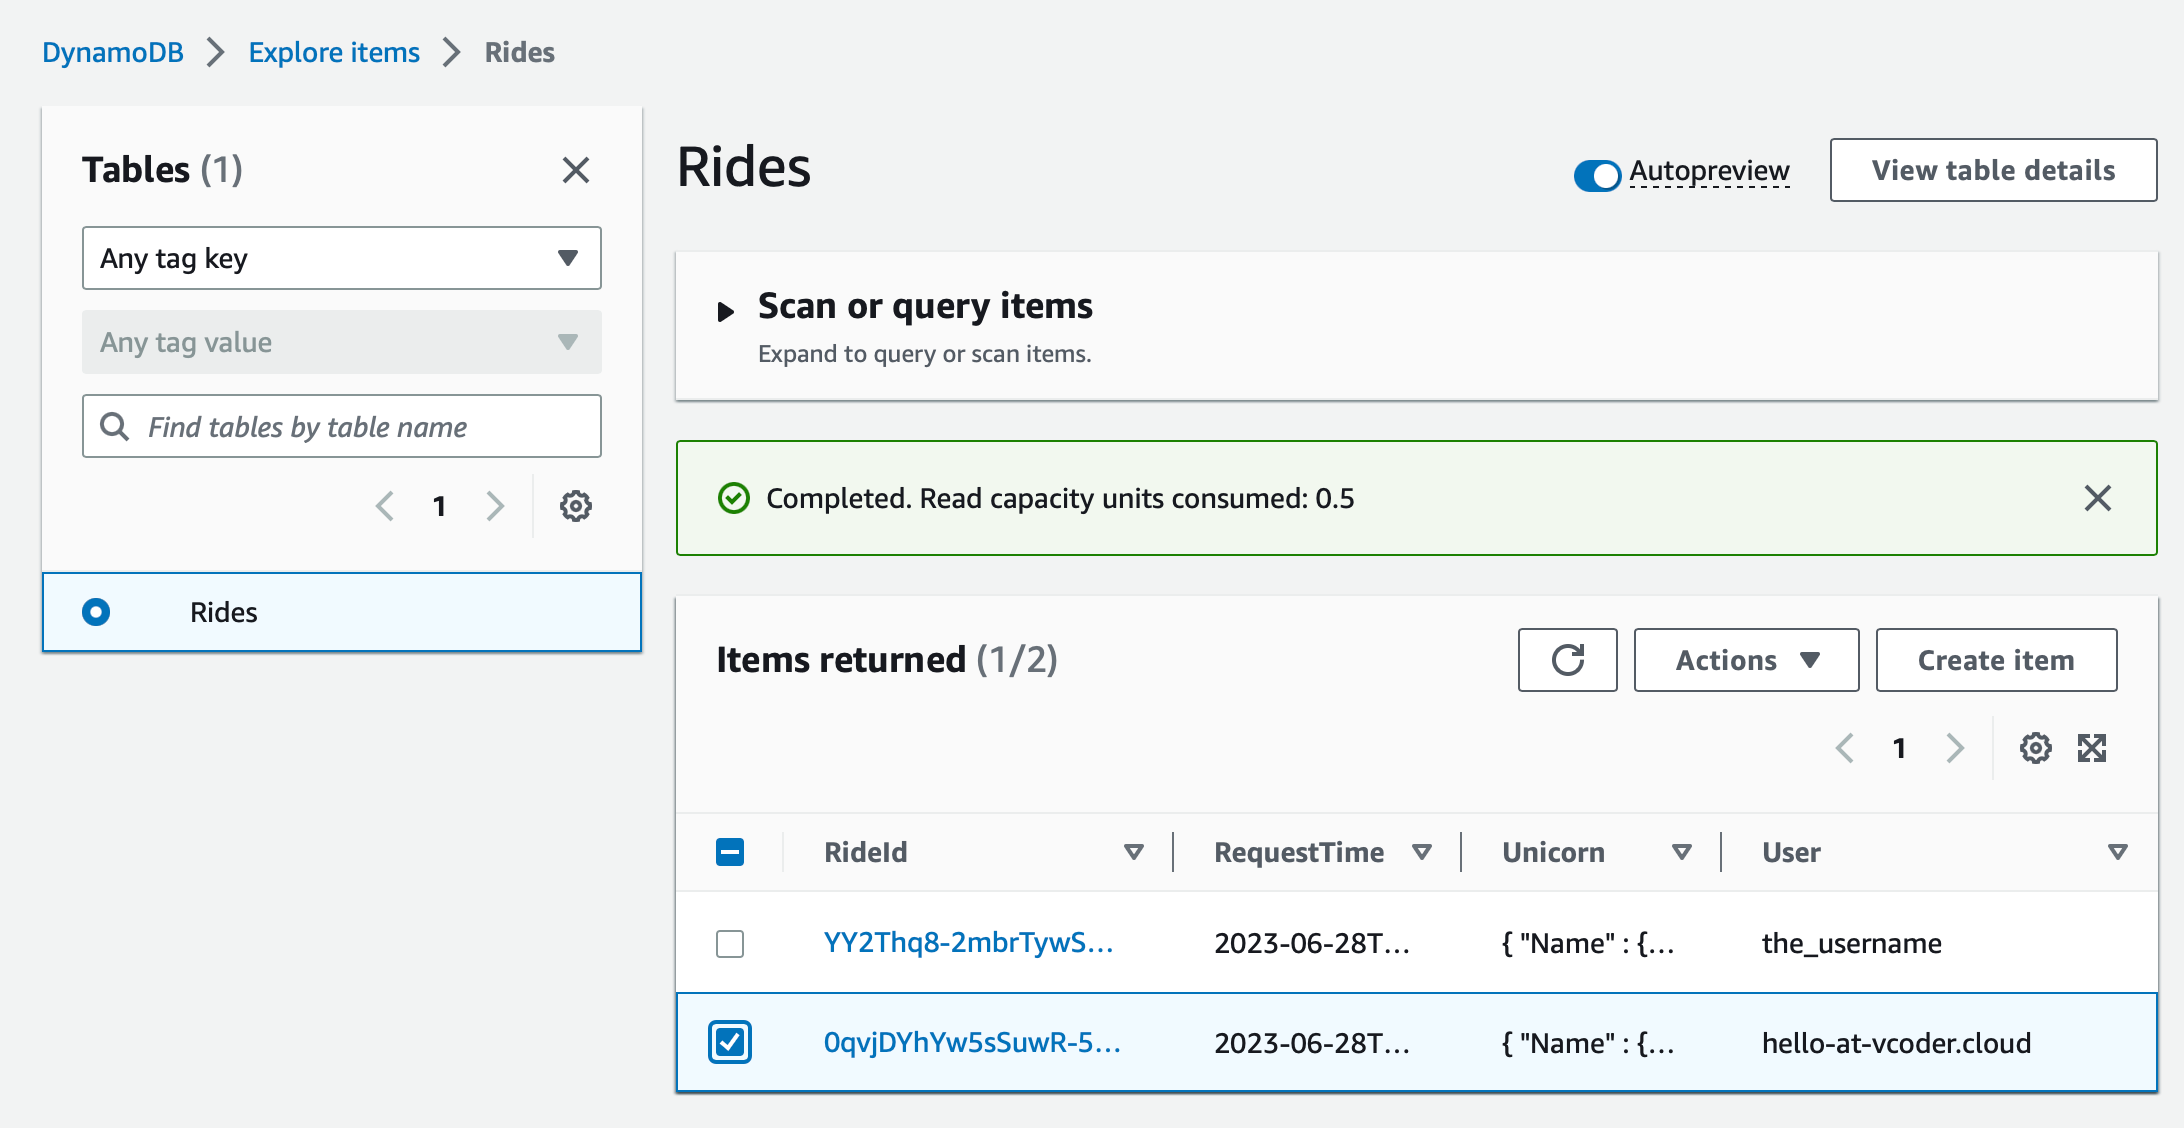 DynamoDB > Explore items > Rides
Tables (1)
Any tag key
Any tag value
Find tables by table name
1
Rides
Rides
Autopreview
View table details
Scan or query items
Expand to query or scan items.
Completed. Read capacity units consumed: 0.5
Items returned (1/2)
Actions
Create item
1
RideId RequestTime Unicorn User
YY2Thq8-2mbrTywS... 2023-06-28T... { "Name" : {... the_username
0qvjDYhYw5sSuwR-5... 2023-06-28T... { "Name" : {... hello-at-vcoder.cloud